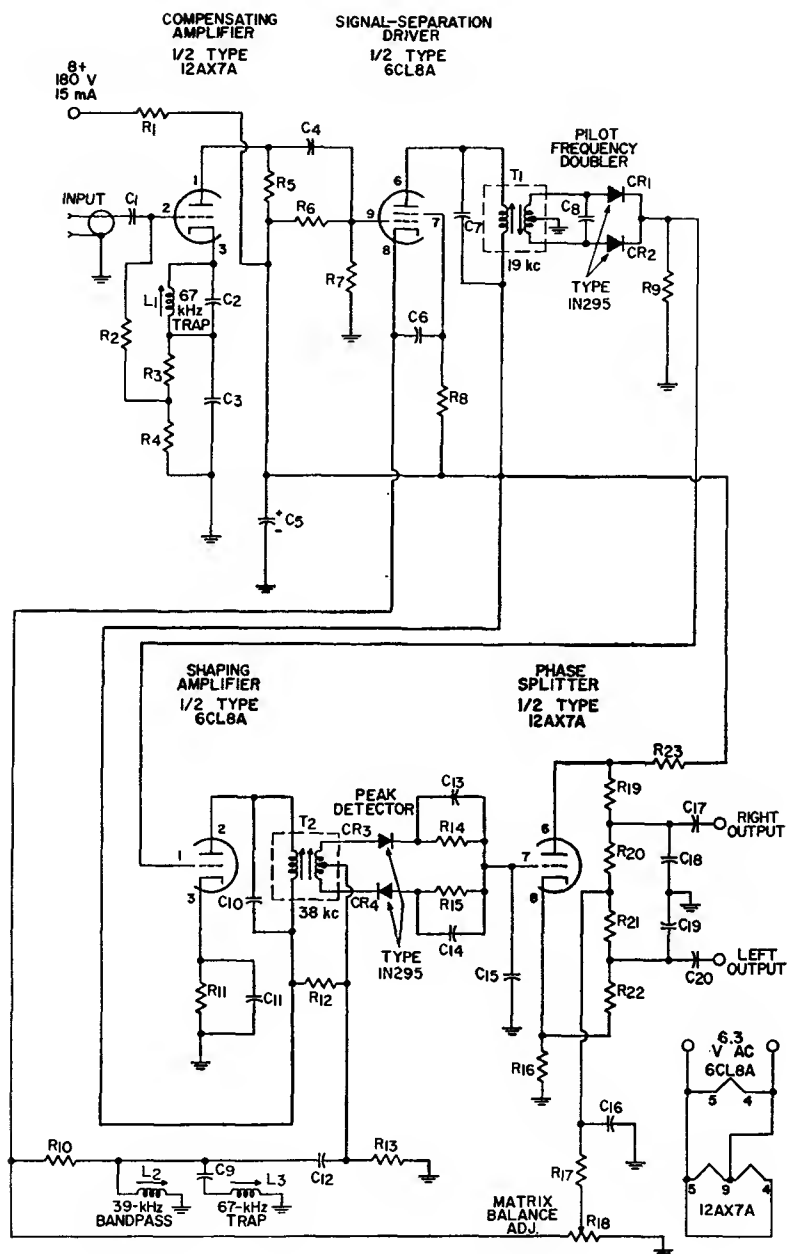 COMPENSATING
AMPLIFIER
1/2 TYPE
12AX7A
SIGNAL-SEPARATION
DRIVER
1/2 TYPE
6CL8A
8+
180 V
15 mA
R1
C4
PILOT
FREQUENCY
DOUBLER
INPUT
C1
1
2
3
R5
R6
6
9
7
8
C7
T1
19 kc
C8
CR1
CR2
TYPE
IN295
R9
L1
67
kHz
TRAP
C2
R2
R3
C3
R4
R7
C6
R8
C5
+
-
SHAPING
AMPLIFIER
1/2 TYPE
6CL8A
PHASE
SPLITTER
1/2 TYPE
12AX7A
R23
PEAK
DETECTOR
C13
R14
R19
C17
RIGHT
OUTPUT
2
1
3
T2
CR3
CR4
38 kc
C10
R15
C14
6
7
8
R20
C18
R21
C19
LEFT
OUTPUT
C20
TYPE
IN295
R11
C11
R12
C15
R22
R16
6.3
V AC
6CL8A
5 4
C16
R10
C12
R13
R17
C9
L2
L3
39-kHz
BANDPASS
67-kHz
TRAP
MATRIX
BALANCE
ADJ.
R18
5 9 4
12AX7A